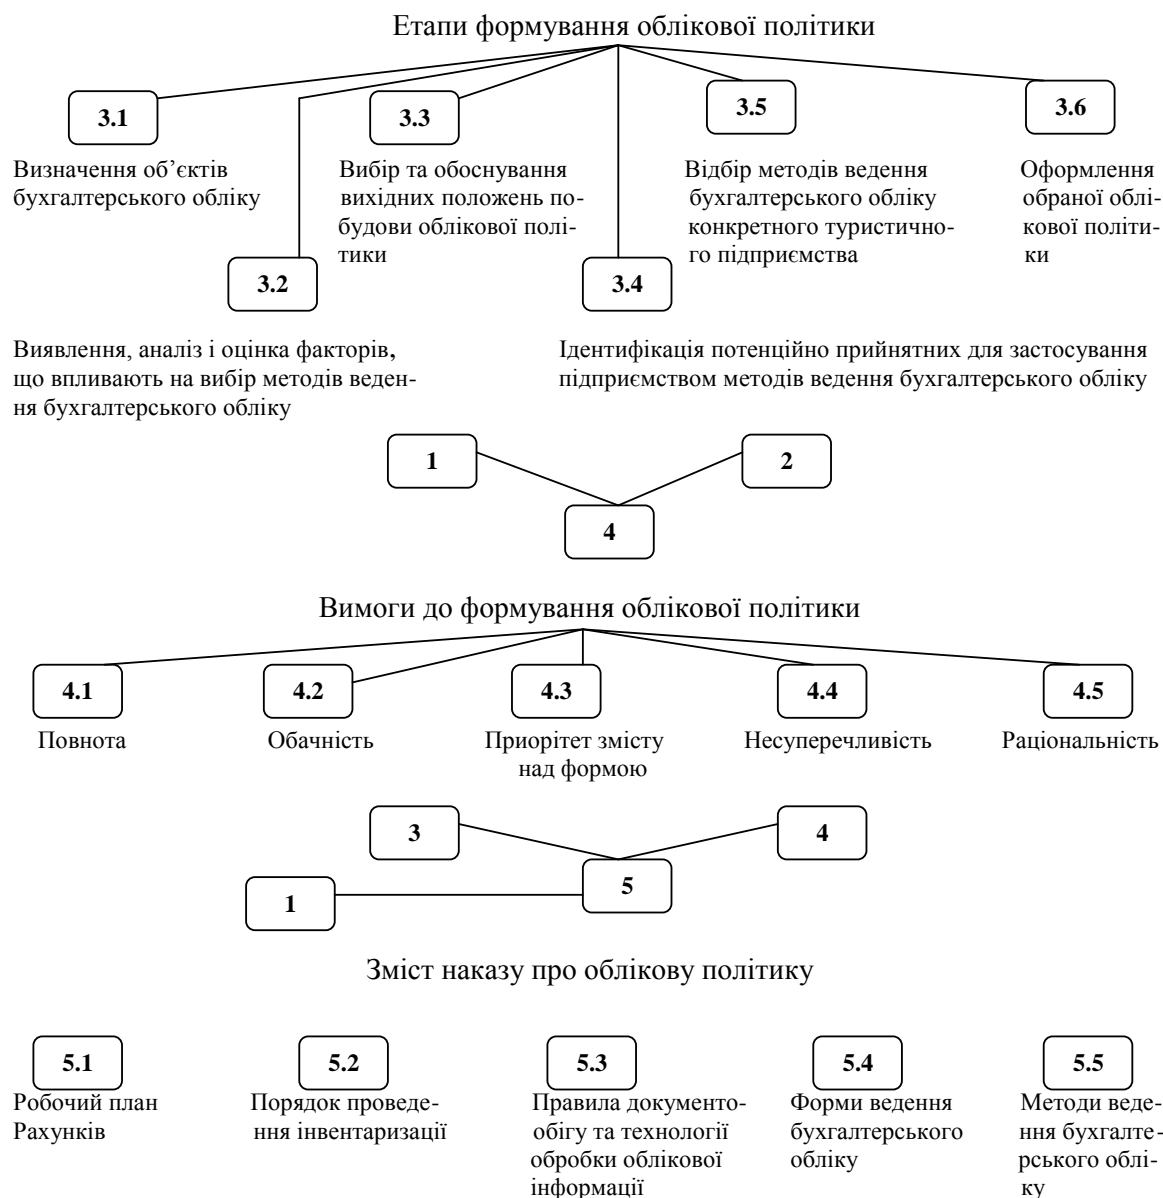 Етапи формування облікової політики
3.1
3.3
3.5
3.6
Визначення об’єктів
бухгалтерського обліку
Вибір та обоснування
вихідних положень по-
будови облікової полі-
тики
Відбір методів ведення
бухгалтерського обліку
конкретного туристично-
го підприємства
Оформлення
обраної облі-
кової політи-
ки
3.2
3.4
Виявлення, аналіз і оцінка факторів,
що впливають на вибір методів веден-
ня бухгалтерського обліку
Ідентифікація потенційно прийнятних для застосування
підприємством методів ведення бухгалтерського обліку
1
2
4
Вимоги до формування облікової політики
4.1
4.2
4.3
4.4
4.5
Повнота
Обачність
Приорітет змісту
над формою
Несуперечливість
Раціональність
3
4
5
1
Зміст наказу про облікову політику
5.1
5.2
5.3
5.4
5.5
Робочий план
Рахунків
Порядок проведе-
ння інвентаризації
Правила документо-
обігу та технології
обробки облікової
інформації
Форми ведення
бухгалтерського
обліку
Методи веде-
ння бухгалте-
рського облі-
ку